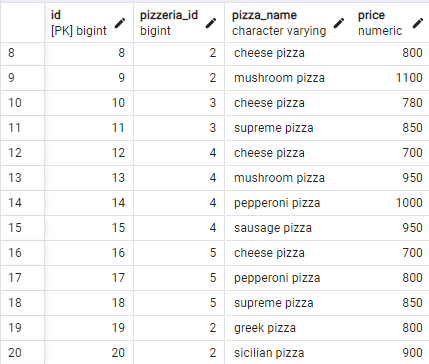 id pizzeria_id pizza_name price
[PK] bigint bigint character varying numeric
8 8 2 cheese pizza 800
9 9 2 mushroom pizza 1100
10 10 3 cheese pizza 780
11 11 3 supreme pizza 850
12 12 4 cheese pizza 700
13 13 4 mushroom pizza 950
14 14 4 pepperoni pizza 1000
15 15 4 sausage pizza 950
16 16 5 cheese pizza 700
17 17 5 pepperoni pizza 800
18 18 5 supreme pizza 850
19 19 2 greek pizza 800
20 20 2 sicilian pizza 900